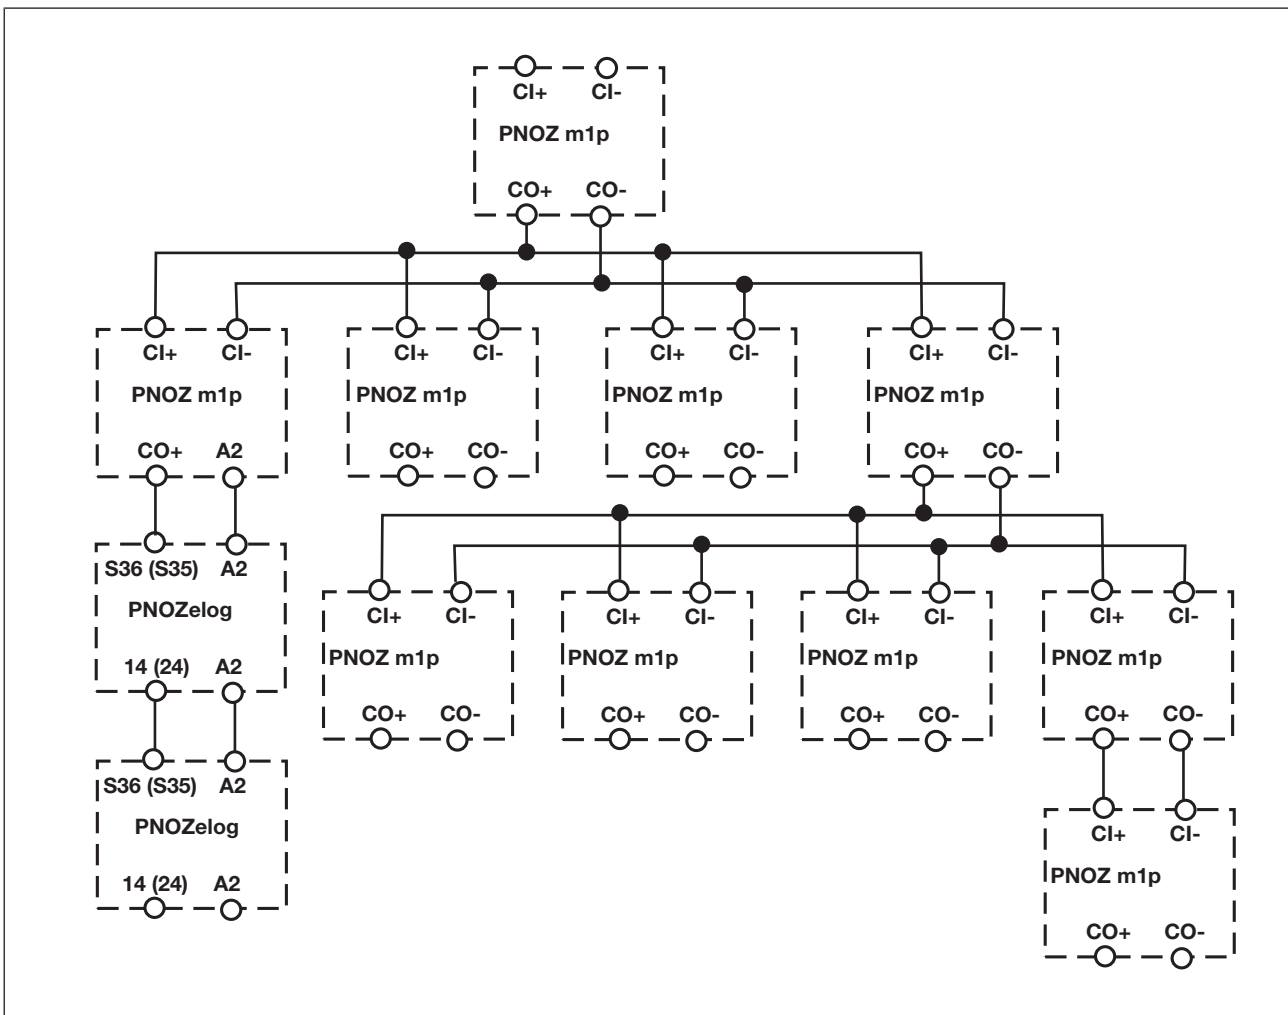 CI+ CI-
PNOZ m1p
CO+ CO-
CI+ CI- CI+ CI- CI+ CI- CI+ CI-
PNOZ m1p PNOZ m1p PNOZ m1p PNOZ m1p
CO+ A2 CO+ CO- CO+ CO- CO+ CO-
S36 (S35) A2
PNOZelog
14 (24) A2
CI+ CI- CI+ CI- CI+ CI- CI+ CI-
PNOZ m1p PNOZ m1p PNOZ m1p PNOZ m1p
CO+ CO- CO+ CO- CO+ CO- CO+ CO-
S36 (S35) A2
PNOZelog
14 (24) A2
CI+ CI-
PNOZ m1p
CO+ CO-